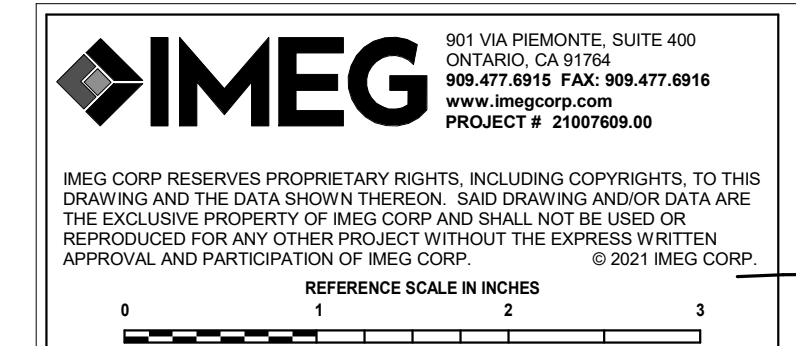 IMEG
901 VIA PIEMONTE, SUITE 400
ONTARIO, CA 91764
909.477.6915 FAX: 909.477.6916
www.imegcorp.com
PROJECT # 21007609.00
IMEG CORP RESERVES PROPRIETARY RIGHTS, INCLUDING COPYRIGHTS, TO THIS
DRAWING AND THE DATA SHOWN THEREON. SAID DRAWING AND/OR DATA ARE
THE EXCLUSIVE PROPERTY OF IMEG CORP AND SHALL NOT BE USED OR
REPRODUCED FOR ANY OTHER PROJECT WITHOUT THE EXPRESS WRITTEN
APPROVAL AND PARTICIPATION OF IMEG CORP. © 2021 IMEG CORP.
REFERENCE SCALE IN INCHES
0 1 2 3